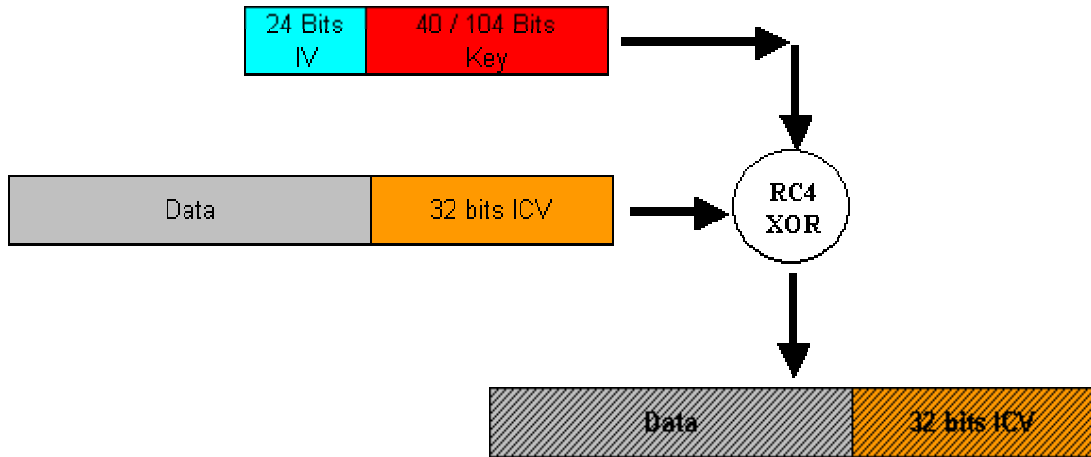 24 Bits
IV
40 / 104 Bits
Key
Data
32 bits ICV
RC4
XOR
Data
32 bits ICV